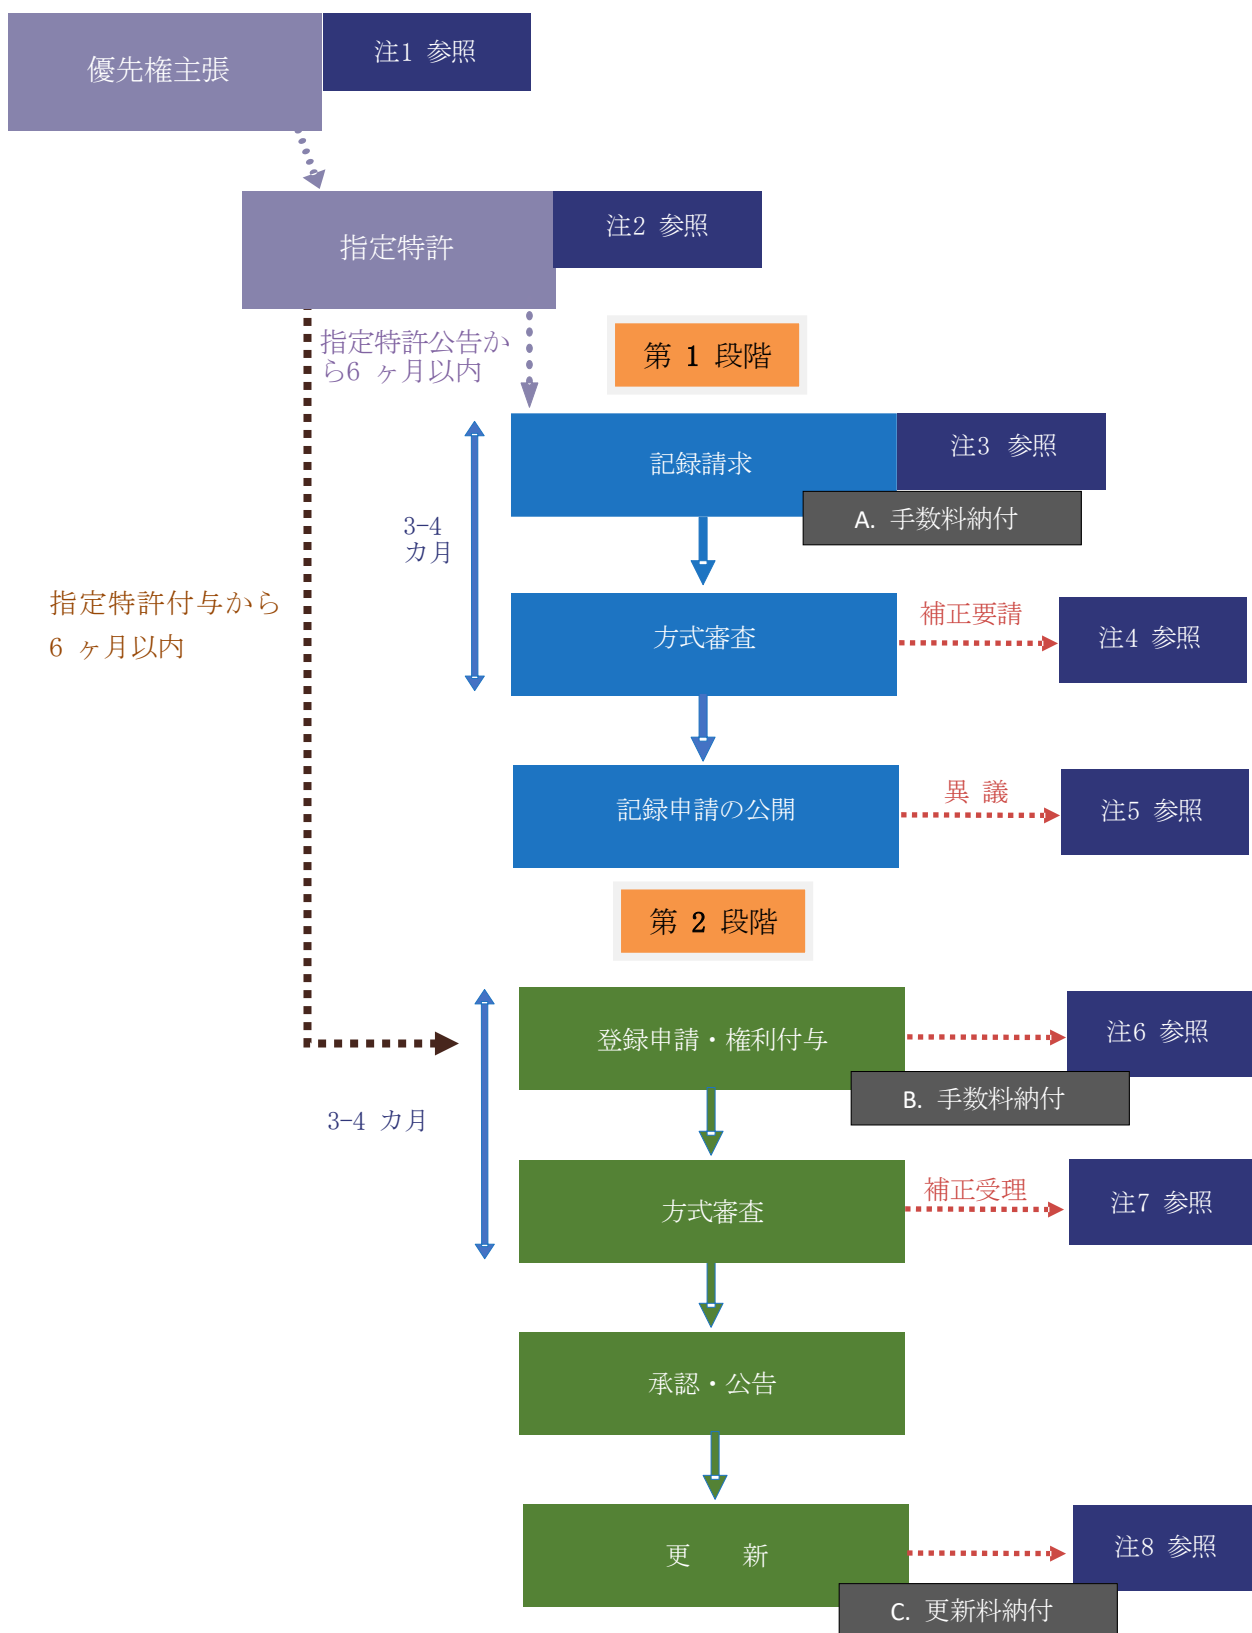 優先権主張
注1 参照
指定特許
注2 参照
指定特許公告か
ら6 ヶ月以内
第 1 段階
記録請求
注3 参照
A. 手数料納付
3-4
カ月
指定特許付与から
6 ヶ月以内
方式審査
補正要請
注4 参照
記録申請の公開
異 議
注5 参照
第 2 段階
登録申請・権利付与
注6 参照
B. 手数料納付
3-4 カ月
方式審査
補正受理
注7 参照
承認・公告
更 新
注8 参照
C. 更新料納付